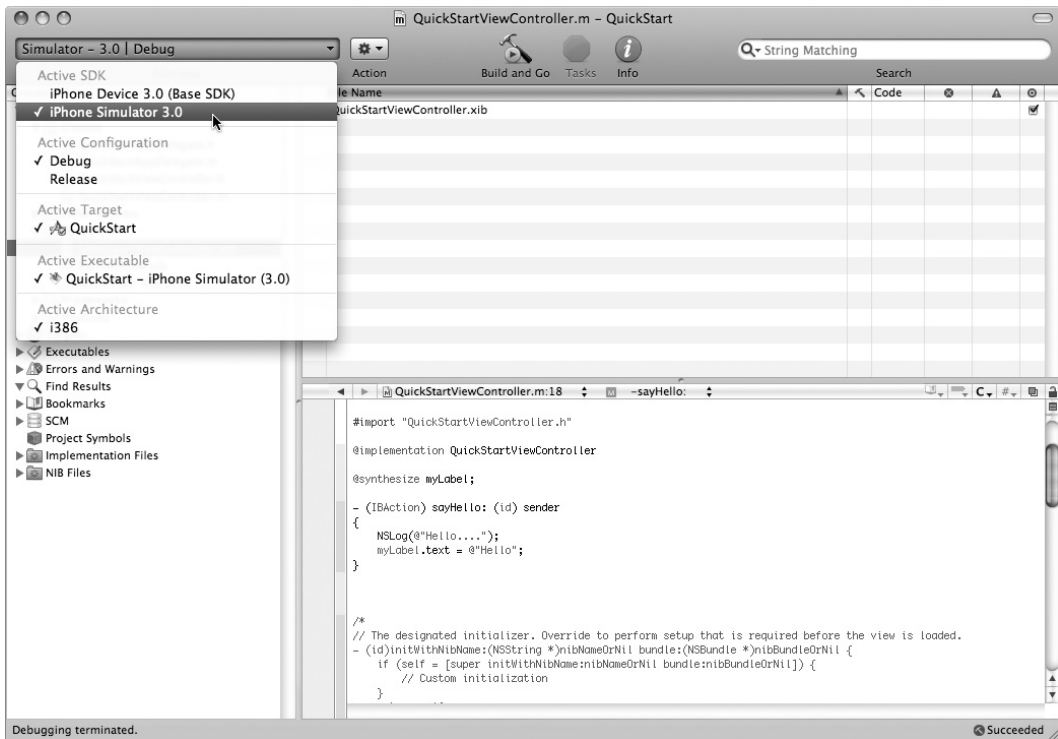 QuickStartViewController.m – QuickStart
Simulator – 3.0 | Debug
String Matching
Action
Build and Go
Tasks
Info
Search
Active SDK
iPhone Device 3.0 (Base SDK)
✓ iPhone Simulator 3.0
Active Configuration
✓ Debug
Release
Active Target
✓ QuickStart
Active Executable
✓ QuickStart – iPhone Simulator (3.0)
Active Architecture
✓ i386
Executables
Errors and Warnings
Find Results
Bookmarks
SCM
Project Symbols
Implementation Files
NIB Files
le Name
Code
QuickStartViewController.xib
QuickStartViewController.m:18
-sayHello:
C
#
#import "QuickStartViewController.h"
@implementation QuickStartViewController
@synthesize myLabel;
- (IBAction) sayHello: (id) sender
{
NSLog(@"Hello....");
myLabel.text = @"Hello";
}
/*
// The designated initializer. Override to perform setup that is required before the view is loaded.
- (id)initWithNibName:(NSString *)nibNameOrNil bundle:(NSBundle *)nibBundleOrNil {
if (self = [super initWithNibName:nibNameOrNil bundle:nibBundleOrNil]) {
// Custom initialization
}
Debugging terminated.
Succeeded